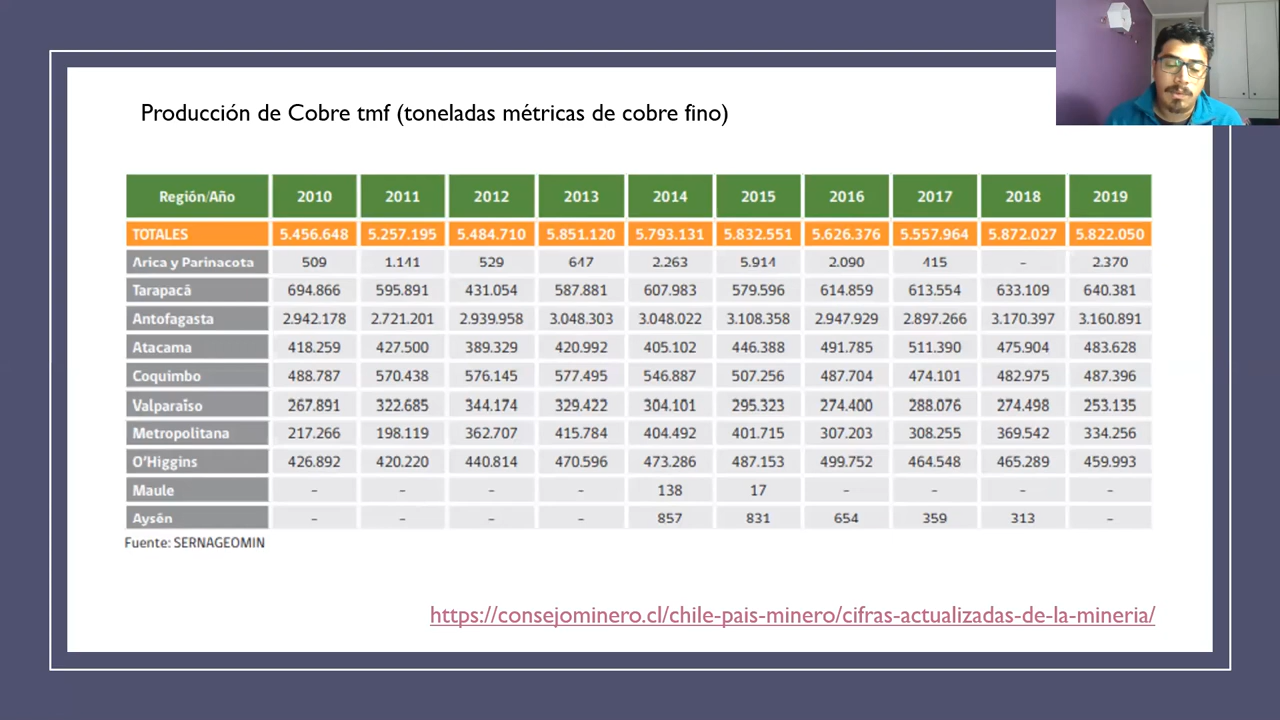 Producción de Cobre tmf (toneladas métricas de cobre fino)
Región/Año 2010 2011 2012 2013 2014 2015 2016 2017 2018 2019
TOTALES 5.456.648 5.257.195 5.484.710 5.851.120 5.793.131 5.832.551 5.626.376 5.557.964 5.872.027 5.822.050
Arica y Parinacota 509 1.141 529 647 2.263 5.914 2.090 415 - 2.370
Tarapacá 694.866 595.891 431.054 587.881 607.983 579.596 614.859 613.554 633.109 640.381
Antofagasta 2.942.178 2.721.201 2.939.958 3.048.303 3.048.022 3.108.358 2.947.929 2.897.266 3.170.397 3.160.891
Atacama 418.259 427.500 389.329 420.992 405.102 446.388 491.785 511.390 475.904 483.628
Coquimbo 488.787 570.438 576.145 577.495 546.887 507.256 487.704 474.101 482.975 487.396
Valparaíso 267.891 322.685 344.174 329.422 304.101 295.323 274.400 288.076 274.498 253.135
Metropolitana 217.266 198.119 362.707 415.784 404.492 401.715 307.203 308.255 369.542 334.256
O'Higgins 426.892 420.220 440.814 470.596 473.286 487.153 499.752 464.548 465.289 459.993
Maule - - - - 138 17 - - - -
Aysén - - - - 857 831 654 359 313 -
Fuente: SERNAGEOMIN
https://consejominero.cl/chile-pais-minero/cifras-actualizadas-de-la-mineria/